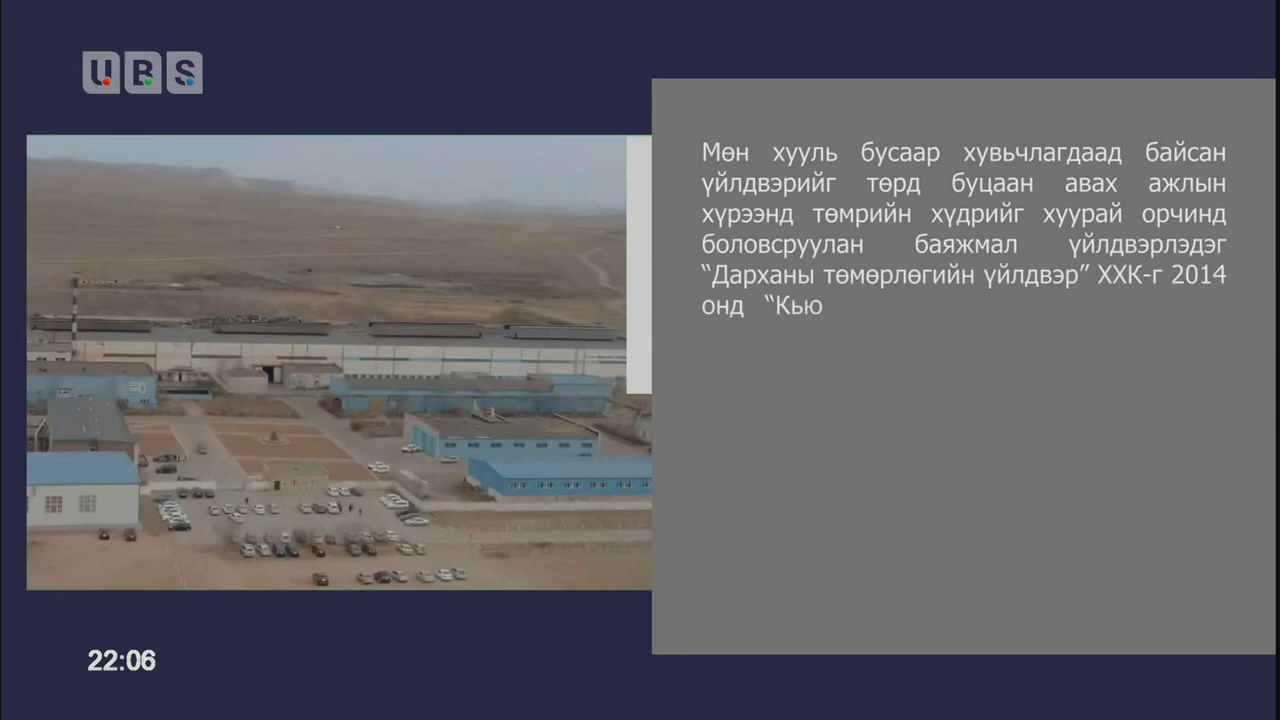 UBS
Мөн хууль бусаар хувьчлагдаад байсан
үйлдвэрийг төрд буцаан авах ажлын
хүрээнд төмрийн хүдрийг хуурай орчинд
боловсруулан баяжмал үйлдвэрлэдэг
“Дарханы төмөрлөгийн үйлдвэр” ХХК-г 2014
онд “Кью
22:06